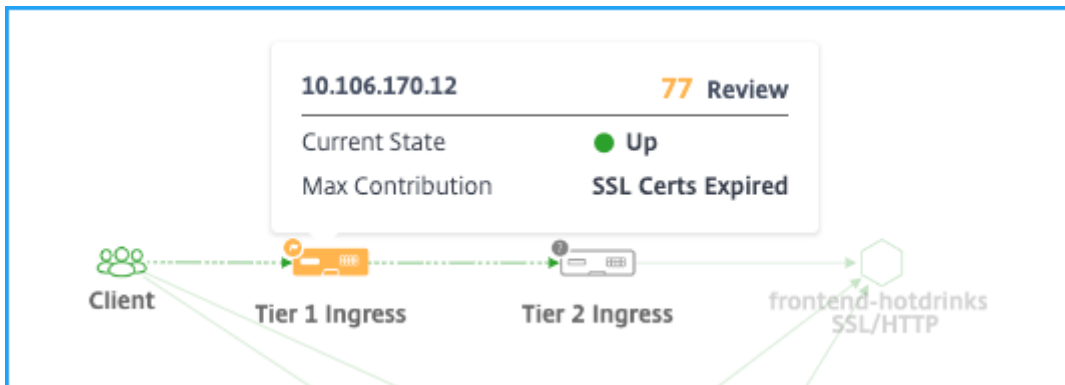 10.106.170.12 77 Review
Current State Up
Max Contribution SSL Certs Expired
?
Client
Tier 1 Ingress
Tier 2 Ingress
frontend-hotdrinks
SSL/HTTP